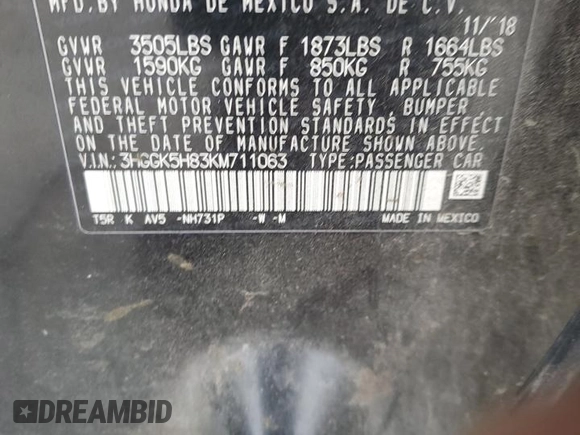 MFD.BY HONDA DE MEXICO S.A. DE C.V.
11/'18
GVWR 3505LBS GAWR F 1873LBS R 1664LBS
GVWR 1590KG GAWR F 850KG R 755KG
THIS VEHICLE CONFORMS TO ALL APPLICABLE
FEDERAL MOTOR VEHICLE SAFETY, BUMPER,
AND THEFT PREVENTION STANDARDS IN EFFECT
ON THE DATE OF MANUFACTURE SHOWN ABOVE.
V.I.N.: 3HGGK5H83KM711063 TYPE: PASSENGER CAR
T5R K AV5 -NH731P -W -M MADE IN MEXICO
DREAMBID